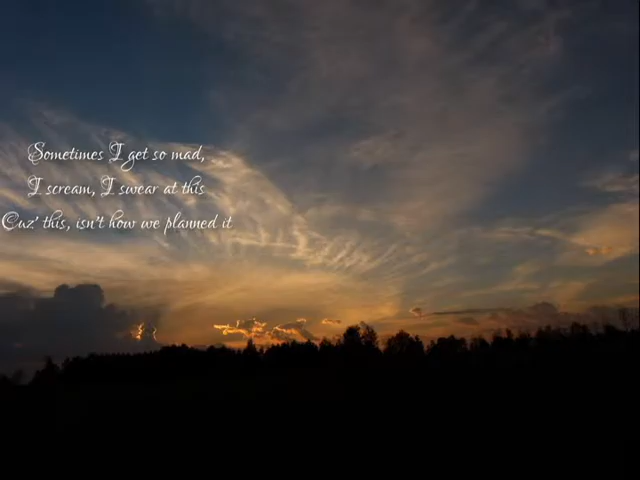 Sometimes I get so mad,
I scream, I swear at this
Cuz' this, isn't how we planned it